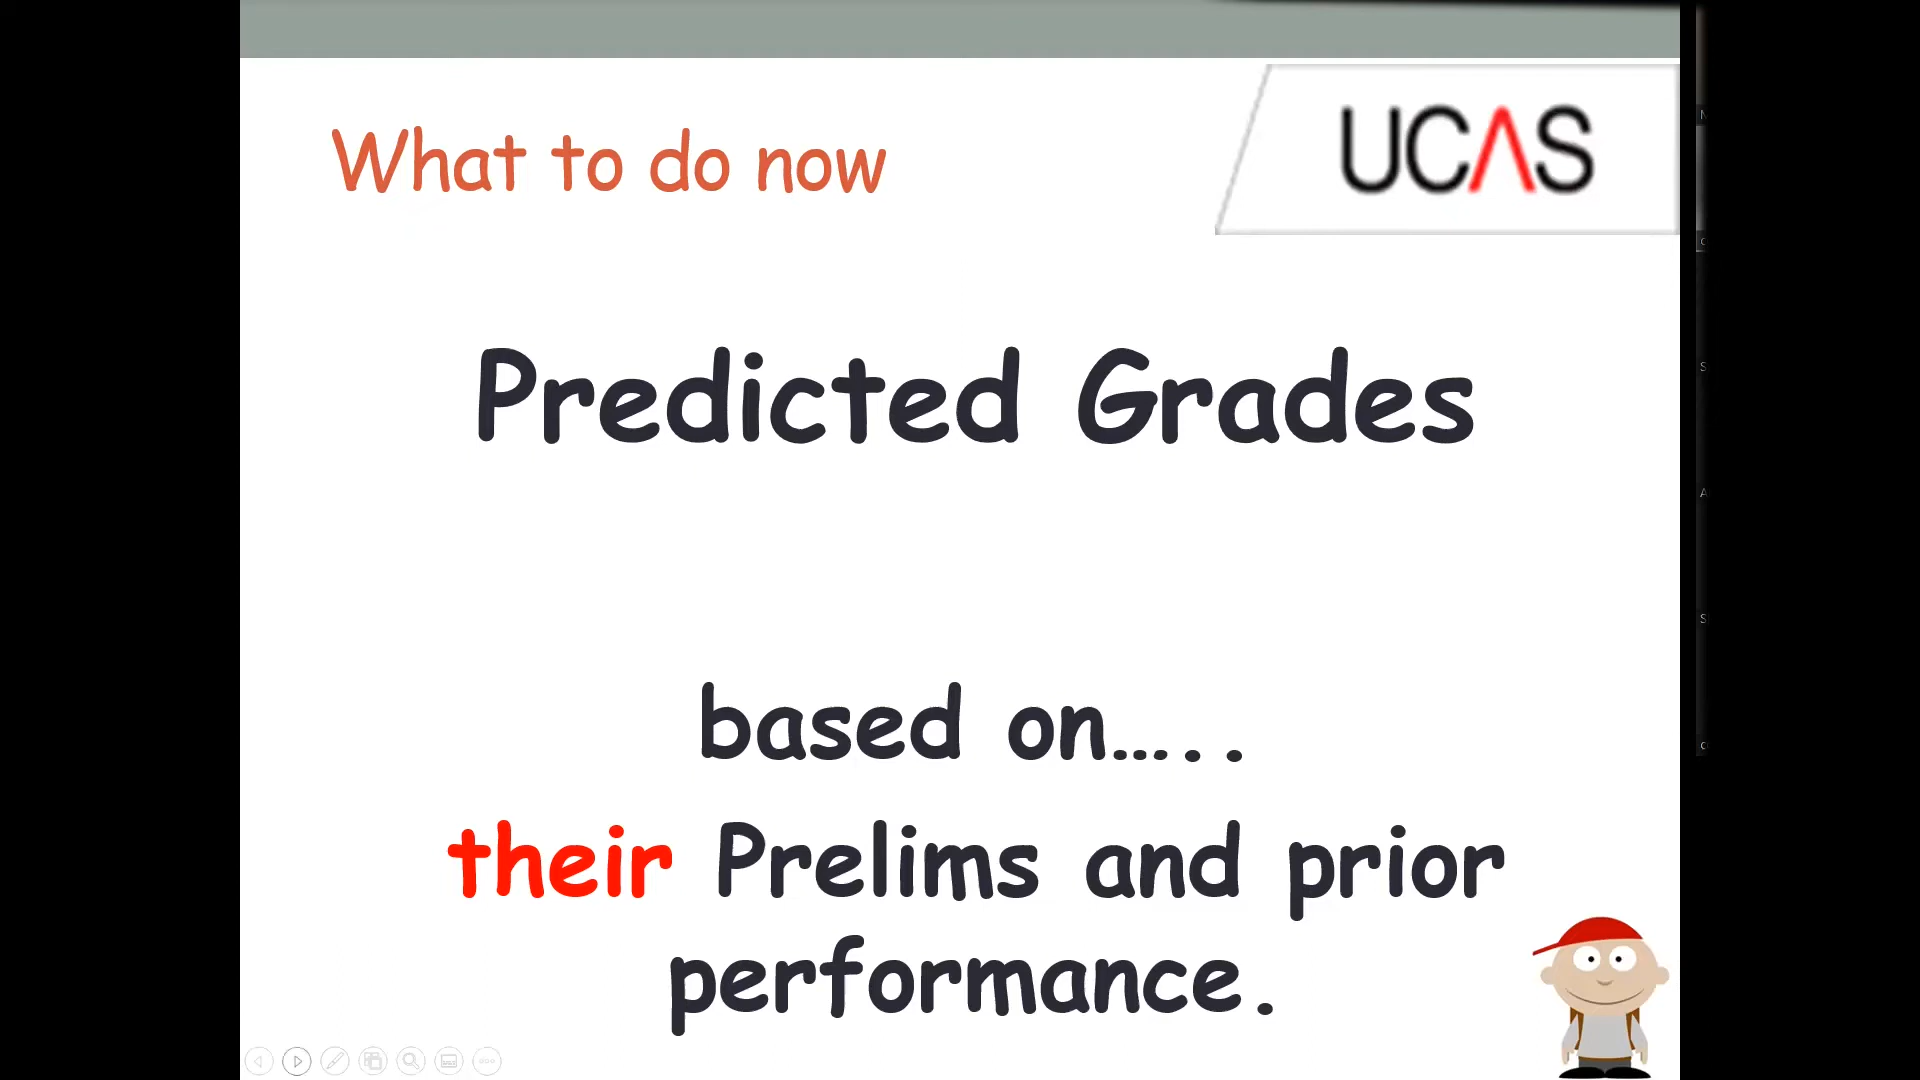 What to do now
UCAS
Predicted Grades
based on.....
their Prelims and prior
performance.